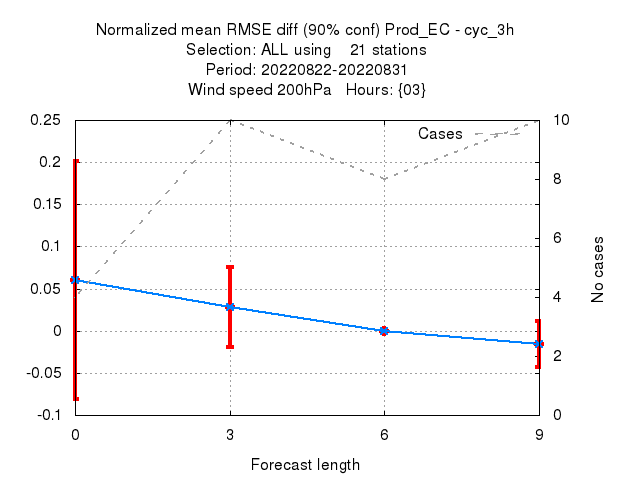 Normalized mean RMSE diff (90% conf) Prod_EC - cyc_3h
Selection: ALL using    21 stations
Period: 20220822-20220831
Wind speed 200hPa   Hours: {03}
Cases
0.25
0.2
0.15
0.1
0.05
0
-0.05
-0.1
10
8
6
4
2
0
No cases
0 3 6 9
Forecast length